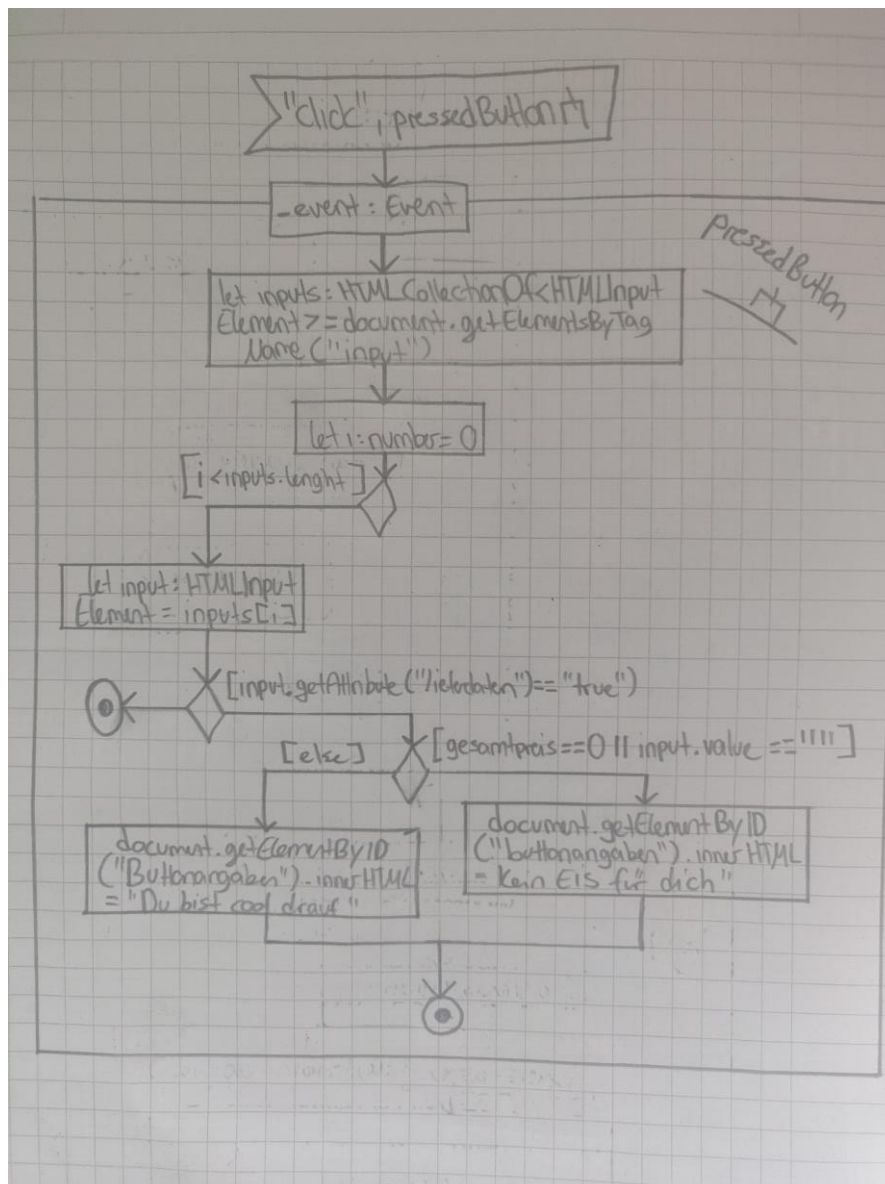 "click", pressedButton
_event : Event
PressedButton
let inputs: HTMLCollectionOf<HTMLInput
Element>=document.getElementsByTag
Name ("input")
let i:number= 0
[i<inputs.lenght]
let input: HTMLInput
Element = inputs[i]
[input.getAttribute("lieferdaten")=="true")
[else]
[gesamtpreis==0 || input.value ==""]
document.getElementByID
("Buttonangaben").innerHTML
= "Du bist cool drauf"
document.getElementByID
("buttonangaben").innerHTML
= Kein EIS für dich"